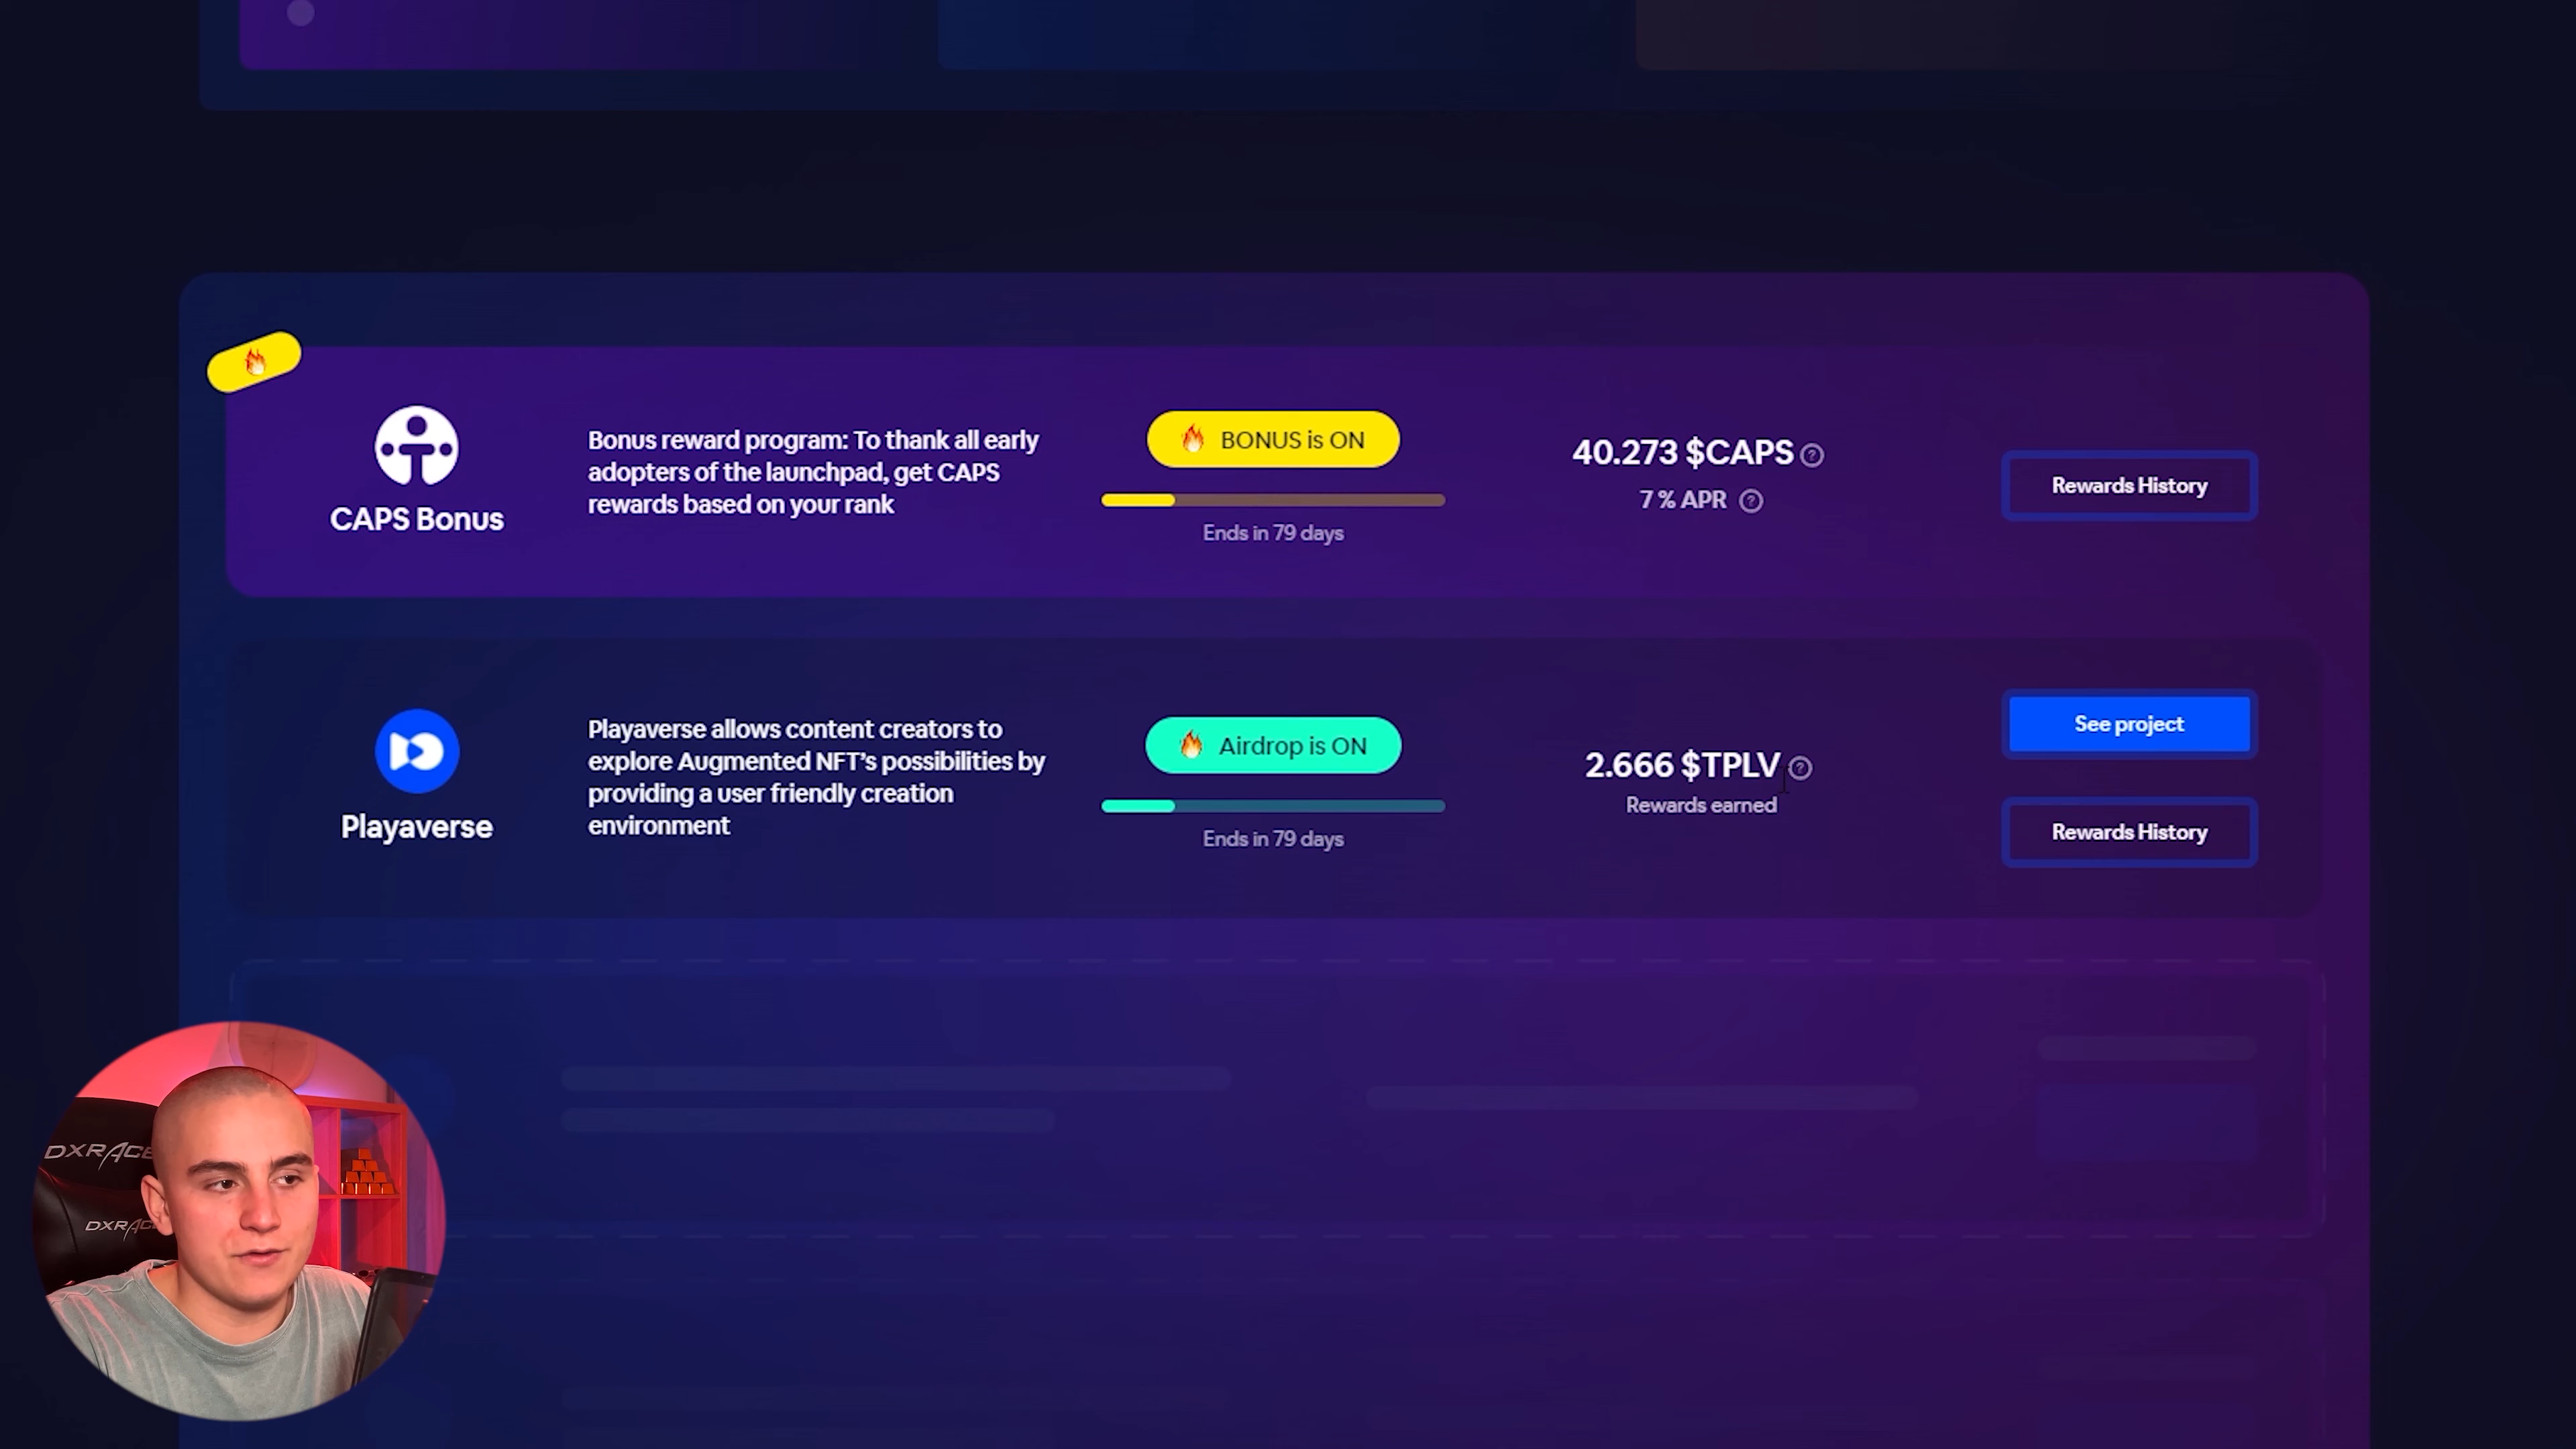 CAPS Bonus
Bonus reward program: To thank all early
adopters of the launchpad, get CAPS
rewards based on your rank
BONUS is ON
Ends in 79 days
40.273 $CAPS
7 % APR
Rewards History
Playaverse
Playaverse allows content creators to
explore Augmented NFT's possibilities by
providing a user friendly creation
environment
Airdrop is ON
Ends in 79 days
2.666 $TPLV
Rewards earned
See project
Rewards History
DXRACE
DXRAC